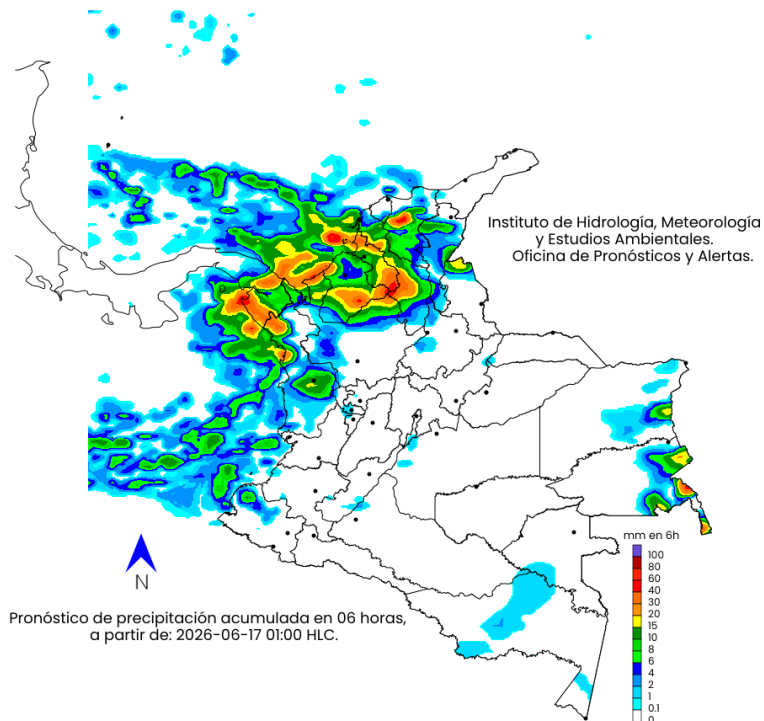 Instituto de Hidrología, Meteorología
y Estudios Ambientales.
Oficina de Pronósticos y Alertas.
N
Pronóstico de precipitación acumulada en 06 horas,
a partir de: 2026-06-17 01:00 HLC.
mm en 6h
100
80
60
40
30
20
15
10
8
6
4
2
1
0.1
0